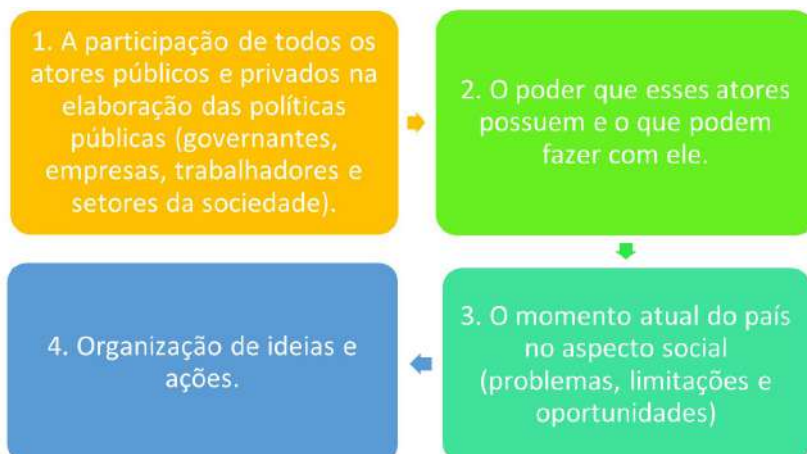 1. A participação de todos os
atores públicos e privados na
elaboração das políticas
públicas (governantes,
empresas, trabalhadores e
setores da sociedade).
2. O poder que esses atores
possuem e o que podem
fazer com ele.
3. O momento atual do país
no aspecto social
(problemas, limitações e
oportunidades)
4. Organização de ideias e
ações.